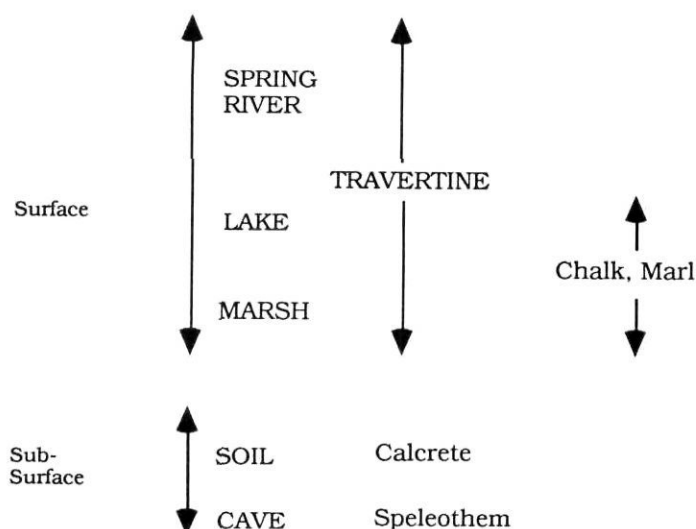 SPRING
RIVER
TRAVERTINE
Surface
LAKE
Chalk, Marl
MARSH
Sub-
Surface
SOIL
Calcrete
CAVE
Speleothem